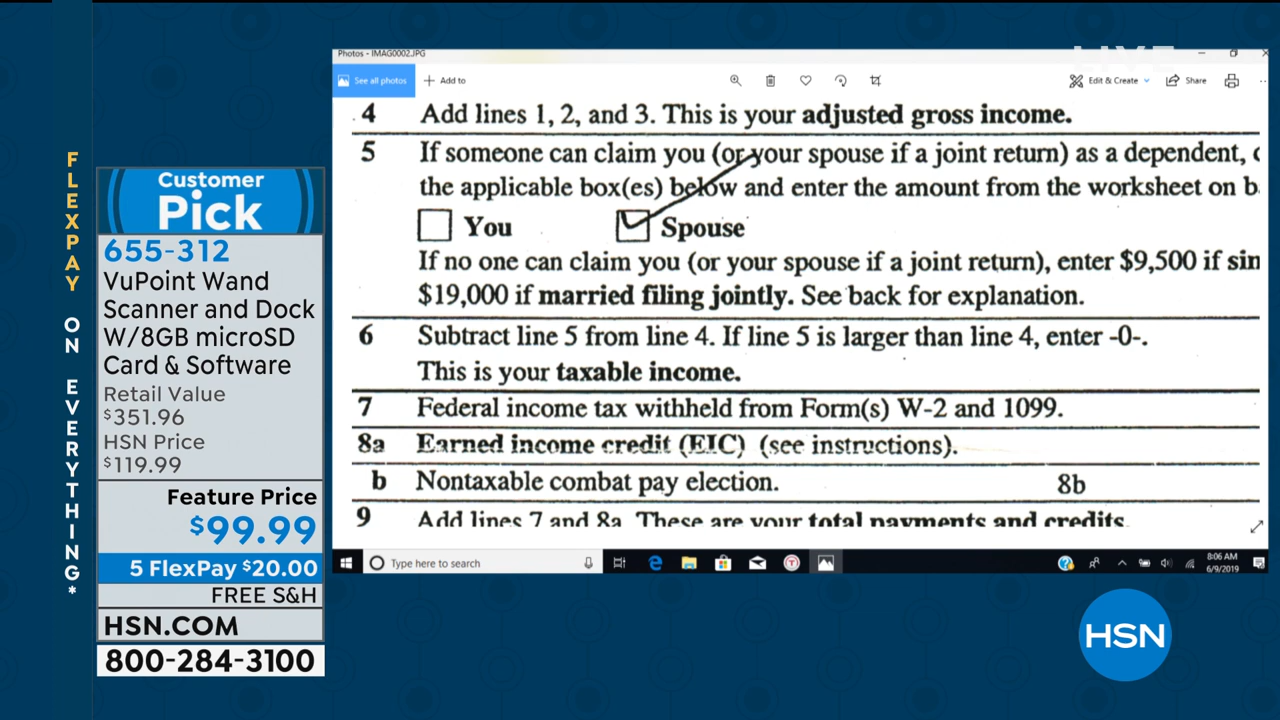 FLEXPAY ON EVERYTHING*
Customer
Pick
655-312
VuPoint Wand
Scanner and Dock
W/8GB microSD
Card & Software
Retail Value
$351.96
HSN Price
$119.99
Feature Price
$99.99
5 FlexPay $20.00
FREE S&H
HSN.COM
800-284-3100
LIVE
Photos - IMAG0002.JPG
See all photos
Add to
Edit & Create
Share
4 Add lines 1, 2, and 3. This is your adjusted gross income.
5 If someone can claim you (or your spouse if a joint return) as a dependent, c
the applicable box(es) below and enter the amount from the worksheet on b
You Spouse
If no one can claim you (or your spouse if a joint return), enter $9,500 if sin
$19,000 if married filing jointly. See back for explanation.
6 Subtract line 5 from line 4. If line 5 is larger than line 4, enter -0-.
This is your taxable income.
7 Federal income tax withheld from Form(s) W-2 and 1099.
8a Earned income credit (EIC) (see instructions).
b Nontaxable combat pay election. 8b
9 Add lines 7 and 8a. These are your total payments and credits.
Type here to search
8:06 AM
6/9/2019
HSN